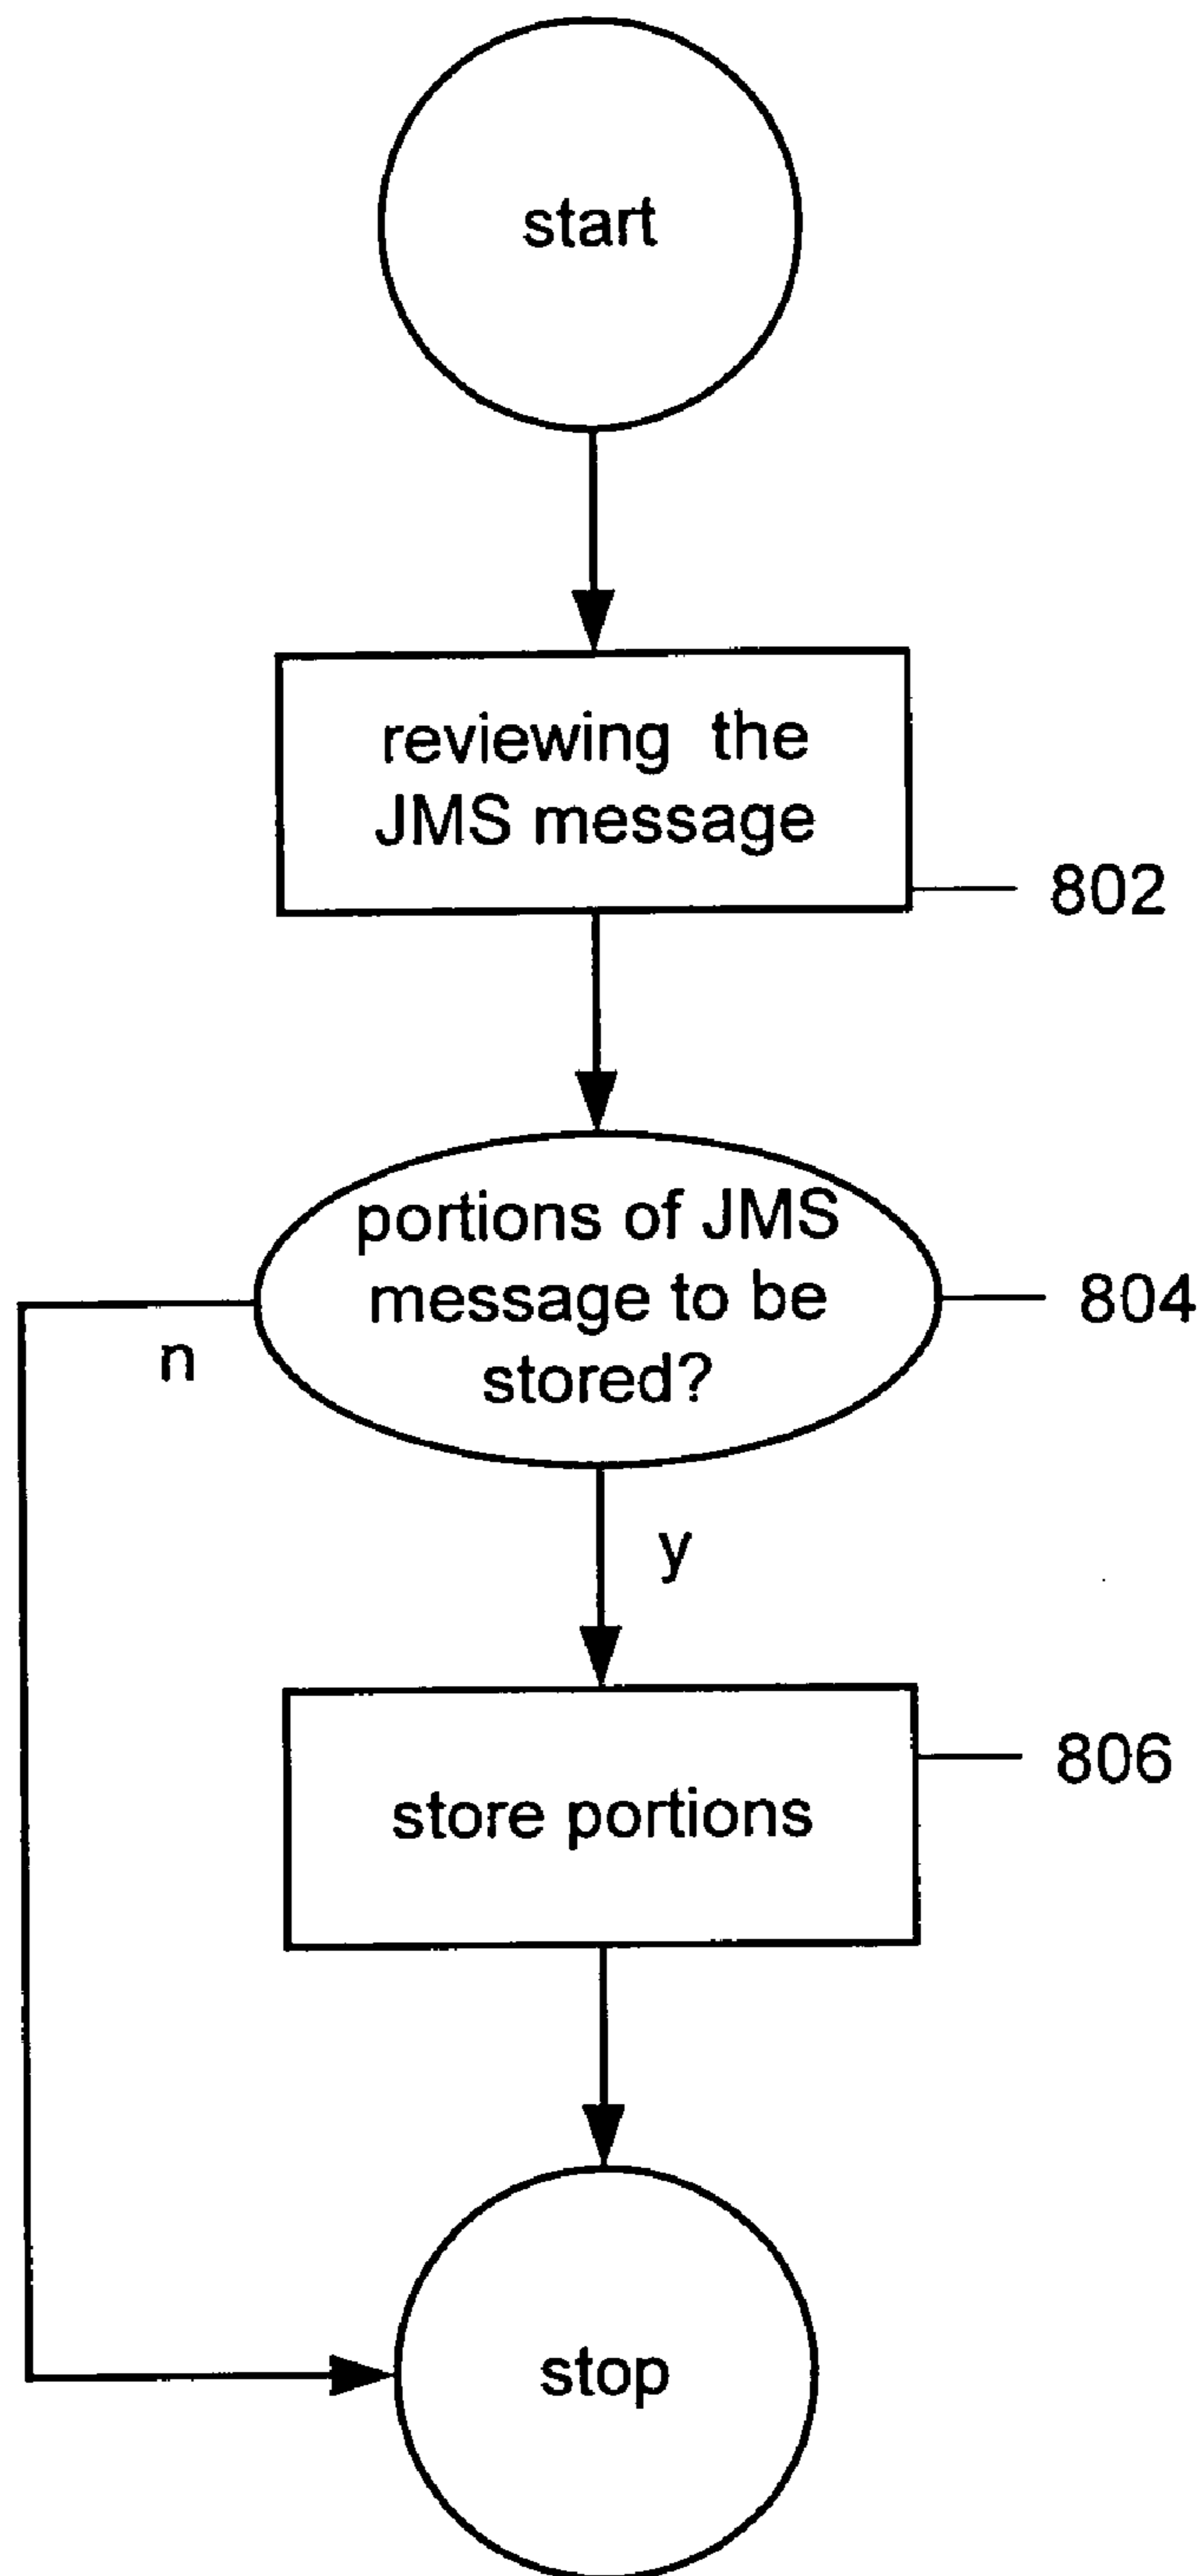 start
reviewing the
JMS message
802
portions of JMS
message to be
stored?
804
n
y
store portions
806
stop